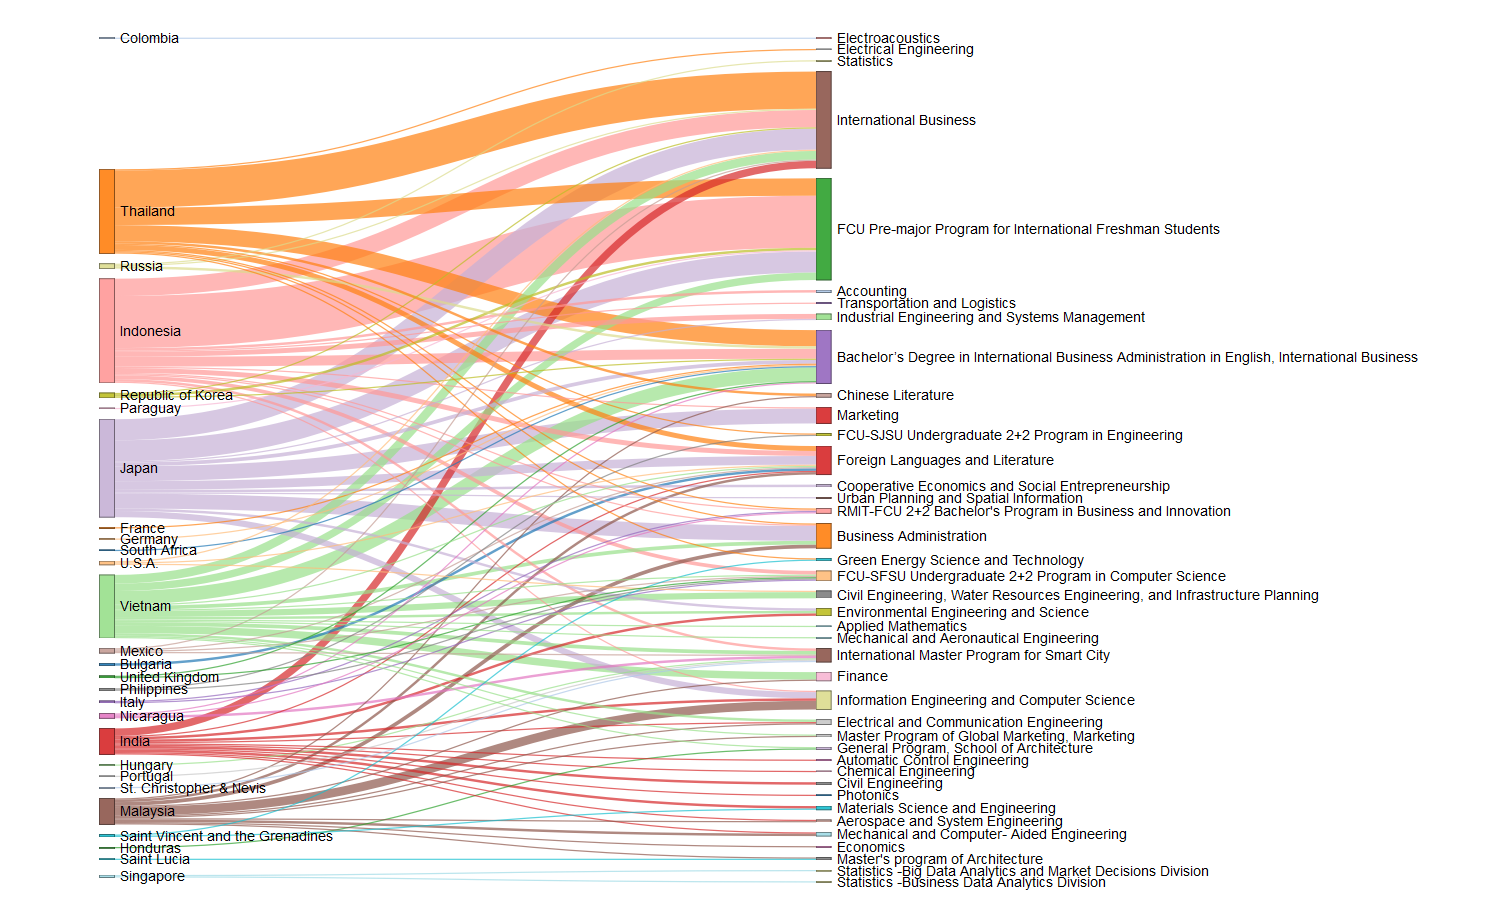 Colombia
Thailand
Russia
Indonesia
Republic of Korea
Paraguay
Japan
France
Germany
South Africa
U.S.A.
Vietnam
Mexico
Bulgaria
United Kingdom
Philippines
Italy
Nicaragua
India
Hungary
Portugal
St. Christopher & Nevis
Malaysia
Saint Vincent and the Grenadines
Honduras
Saint Lucia
Singapore
Electroacoustics
Electrical Engineering
Statistics
International Business
FCU Pre-major Program for International Freshman Students
Accounting
Transportation and Logistics
Industrial Engineering and Systems Management
Bachelor’s Degree in International Business Administration in English, International Business
Chinese Literature
Marketing
FCU-SJSU Undergraduate 2+2 Program in Engineering
Foreign Languages and Literature
Cooperative Economics and Social Entrepreneurship
Urban Planning and Spatial Information
RMIT-FCU 2+2 Bachelor's Program in Business and Innovation
Business Administration
Green Energy Science and Technology
FCU-SFSU Undergraduate 2+2 Program in Computer Science
Civil Engineering, Water Resources Engineering, and Infrastructure Planning
Environmental Engineering and Science
Applied Mathematics
Mechanical and Aeronautical Engineering
International Master Program for Smart City
Finance
Information Engineering and Computer Science
Electrical and Communication Engineering
Master Program of Global Marketing, Marketing
General Program, School of Architecture
Automatic Control Engineering
Chemical Engineering
Civil Engineering
Photonics
Materials Science and Engineering
Aerospace and System Engineering
Mechanical and Computer- Aided Engineering
Economics
Master's program of Architecture
Statistics -Big Data Analytics and Market Decisions Division
Statistics -Business Data Analytics Division